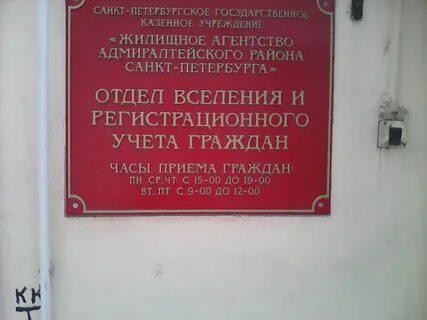 САНКТ-ПЕТЕРБУРГСКОЕ ГОСУДАРСТВЕННОЕ
КАЗЕННОЕ УЧРЕЖДЕНИЕ
«ЖИЛИЩНОЕ АГЕНТСТВО
АДМИРАЛТЕЙСКОГО РАЙОНА
САНКТ-ПЕТЕРБУРГА»
ОТДЕЛ ВСЕЛЕНИЯ И
РЕГИСТРАЦИОННОГО
УЧЕТА ГРАЖДАН
ЧАСЫ ПРИЕМА ГРАЖДАН:
ПН, СР, ЧТ: С 15-00 ДО 19-00
ВТ, ПТ С 9-00 ДО 12-00
КК
Т